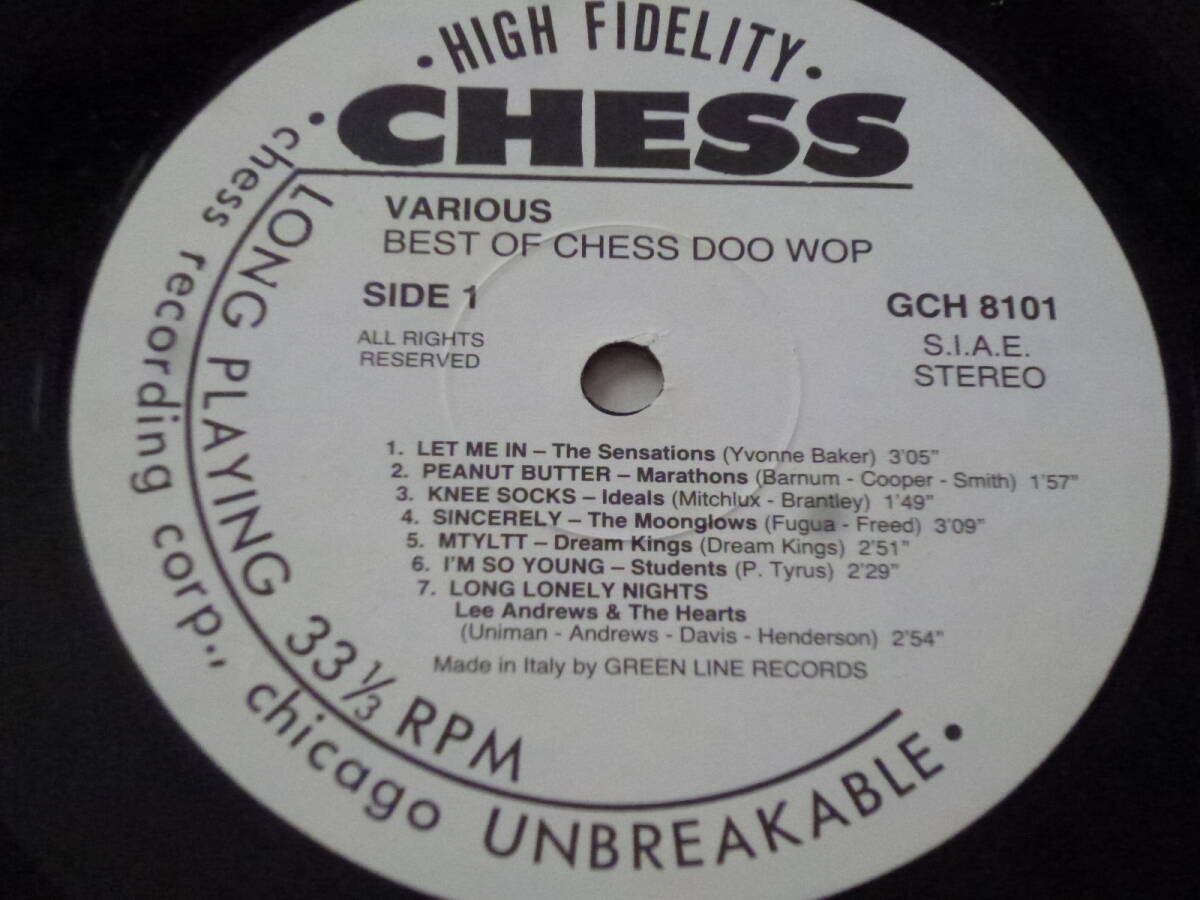 • HIGH FIDELITY •
CHESS
VARIOUS
BEST OF CHESS DOO WOP
SIDE 1
GCH 8101
ALL RIGHTS
RESERVED
S.I.A.E.
STEREO
1. LET ME IN – The Sensations (Yvonne Baker) 3'05"
2. PEANUT BUTTER – Marathons (Barnum - Cooper - Smith) 1'57"
3. KNEE SOCKS – Ideals (Mitchlux - Brantley) 1'49"
4. SINCERELY – The Moonglows (Fugua - Freed) 3'09"
5. MTYLTT – Dream Kings (Dream Kings) 2'51"
6. I'M SO YOUNG – Students (P. Tyrus) 2'29"
7. LONG LONELY NIGHTS
Lee Andrews & The Hearts
(Uniman - Andrews - Davis - Henderson) 2'54"
Made in Italy by GREEN LINE RECORDS
LONG PLAYING 33 ⅓ RPM
• chess recording corp., chicago UNBREAKABLE •